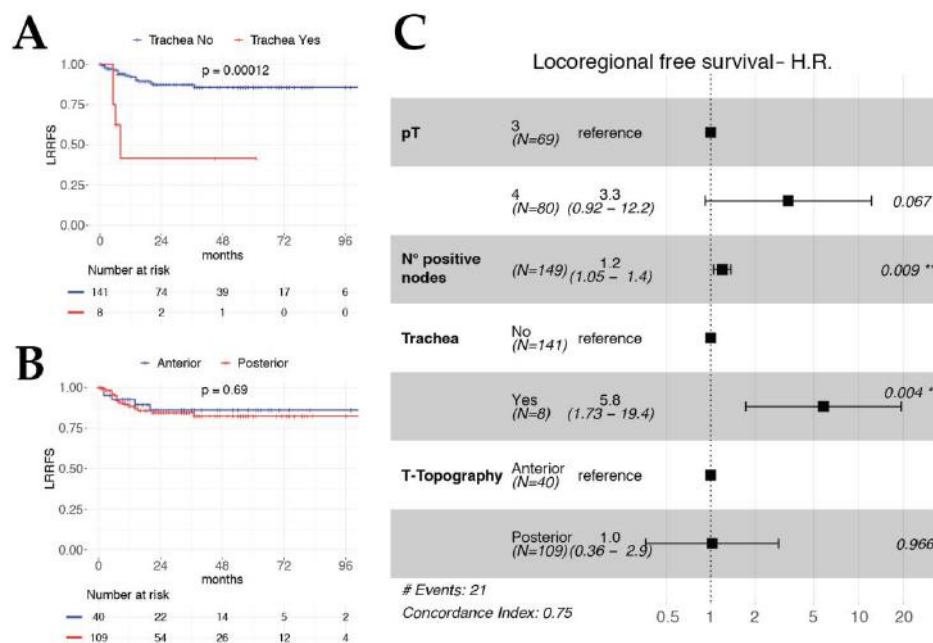 A
Trachea No Trachea Yes
1.00
0.75
0.50
0.25
0.00
LRRFS
p = 0.00012
0 24 48 72 96
months
Number at risk
141 74 39 17 6
8 2 1 0 0
B
Anterior Posterior
1.00
0.75
0.50
0.25
0.00
LRRFS
p = 0.69
0 24 48 72 96
months
Number at risk
40 22 14 5 2
109 54 26 12 4
C
Locoregional free survival– H.R.
pT 3 (N=69) reference
4 (N=80) 3.3 (0.92 – 12.2) 0.067
N° positive nodes (N=149) 1.2 (1.05 – 1.4) 0.009 **
Trachea No (N=141) reference
Yes (N=8) 5.8 (1.73 – 19.4) 0.004 *
T-Topography Anterior (N=40) reference
Posterior (N=109) 1.0 (0.36 – 2.9) 0.966
# Events: 21
Concordance Index: 0.75
0.5 1 2 5 10 20